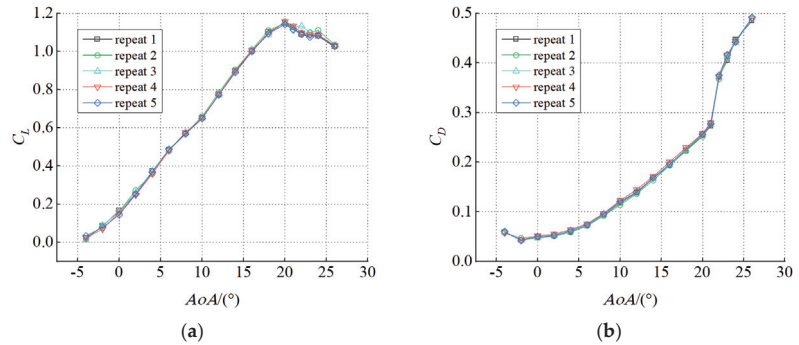 1.2
1.0
0.8
0.6
0.4
0.2
0.0
C_L
repeat 1
repeat 2
repeat 3
repeat 4
repeat 5
-5 0 5 10 15 20 25 30
AoA/(°)
(a)
0.5
0.4
0.3
0.2
0.1
0.0
C_D
repeat 1
repeat 2
repeat 3
repeat 4
repeat 5
-5 0 5 10 15 20 25 30
AoA/(°)
(b)